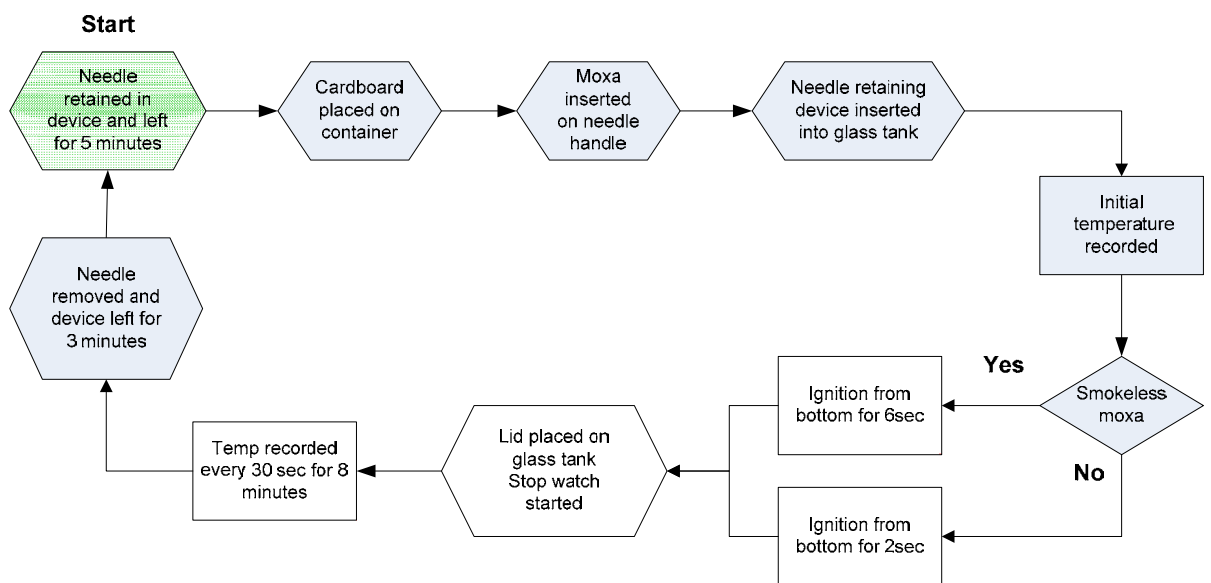 Start
Needle
retained in
device and left
for 5 minutes
Cardboard
placed on
container
Moxa
inserted
on needle
handle
Needle retaining
device inserted
into glass tank
Initial
temperature
recorded
Smokeless
moxa
Yes
Ignition from
bottom for 6sec
No
Ignition from
bottom for 2sec
Lid placed on
glass tank
Stop watch
started
Temp recorded
every 30 sec for 8
minutes
Needle
removed and
device left for
3 minutes